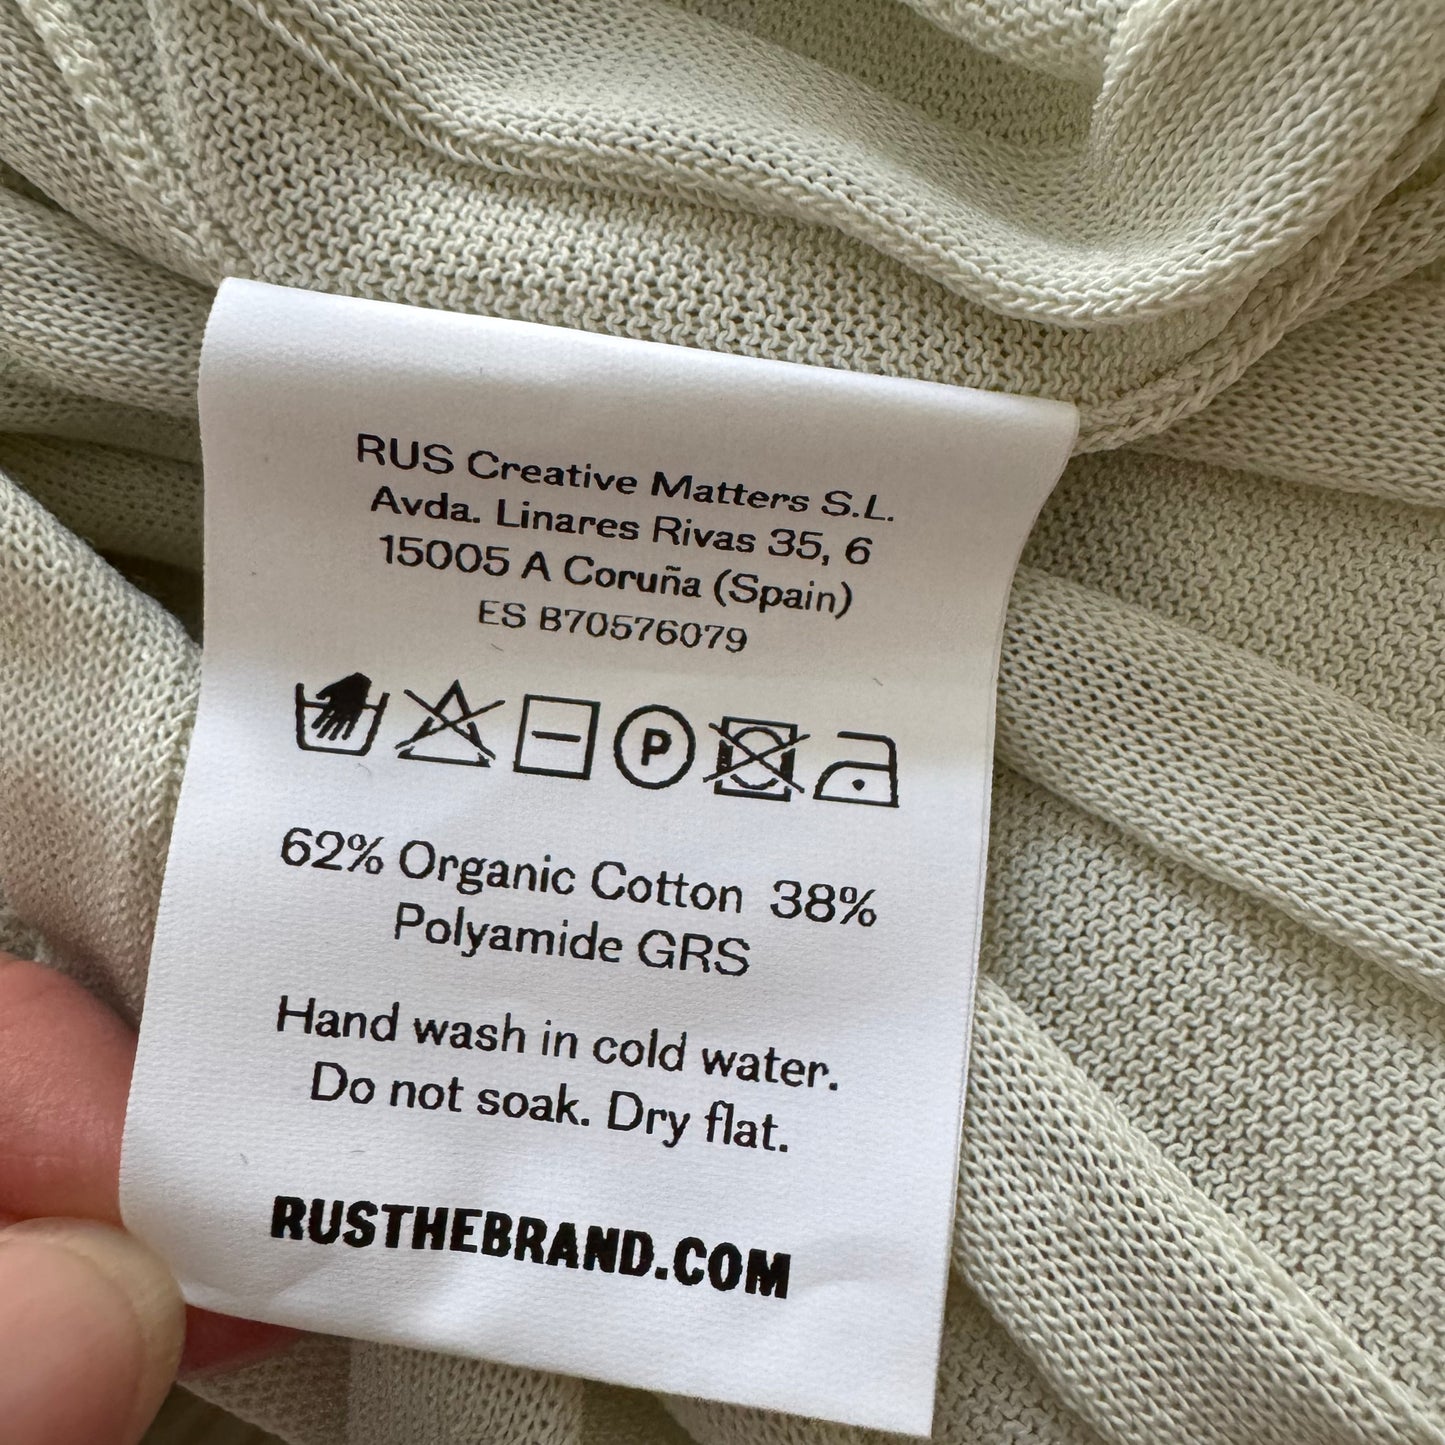 RUS Creative Matters S.L.
Avda. Linares Rivas 35, 6
15005 A Coruña (Spain)
ES B70576079
P
62% Organic Cotton 38%
Polyamide GRS
Hand wash in cold water.
Do not soak. Dry flat.
RUSTHEBRAND.COM